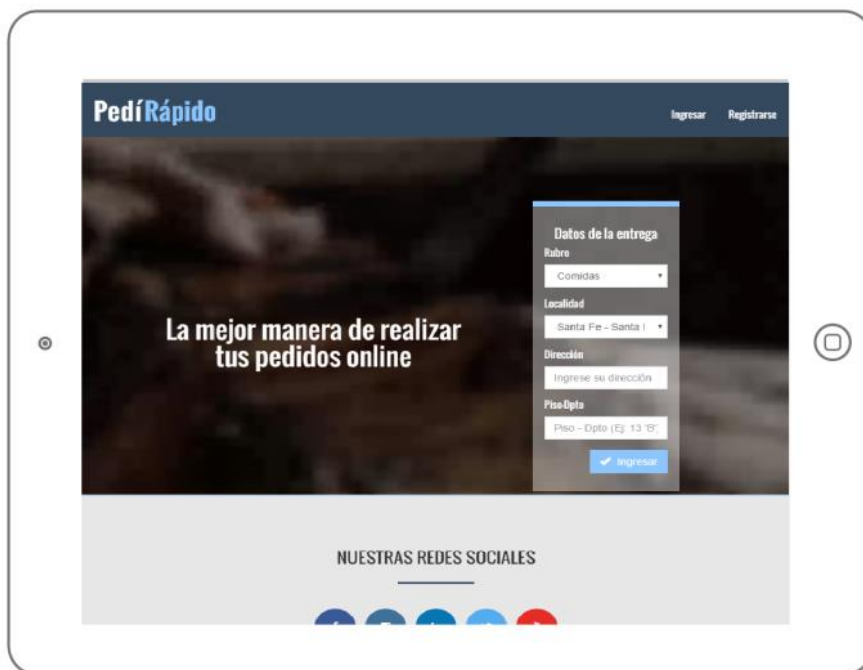 PedíRápido
Ingresar Registrarse
La mejor manera de realizar
tus pedidos online
Datos de la entrega
Rubro
Comidas
Localidad
Santa Fe - Santa I
Dirección
Ingrese su dirección
Piso-Dpto
Piso - Dpto (Ej: 13 'B'
Ingresar
NUESTRAS REDES SOCIALES